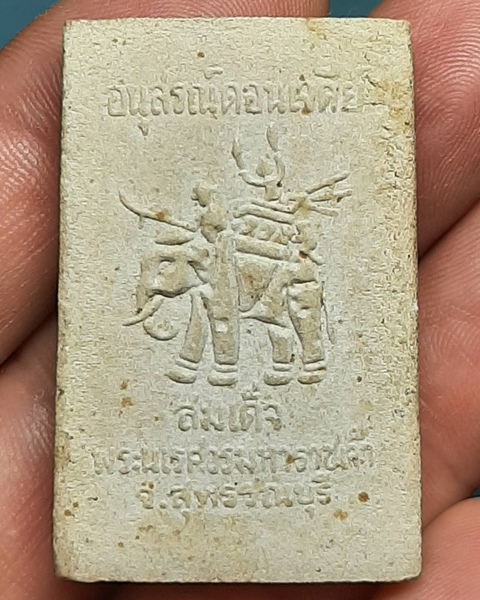 อนุสรณ์ดอนเจดีย์
สมเด็จ
พระนเรศวรมหาราชเจ้า
จ.สุพรรณบุรี